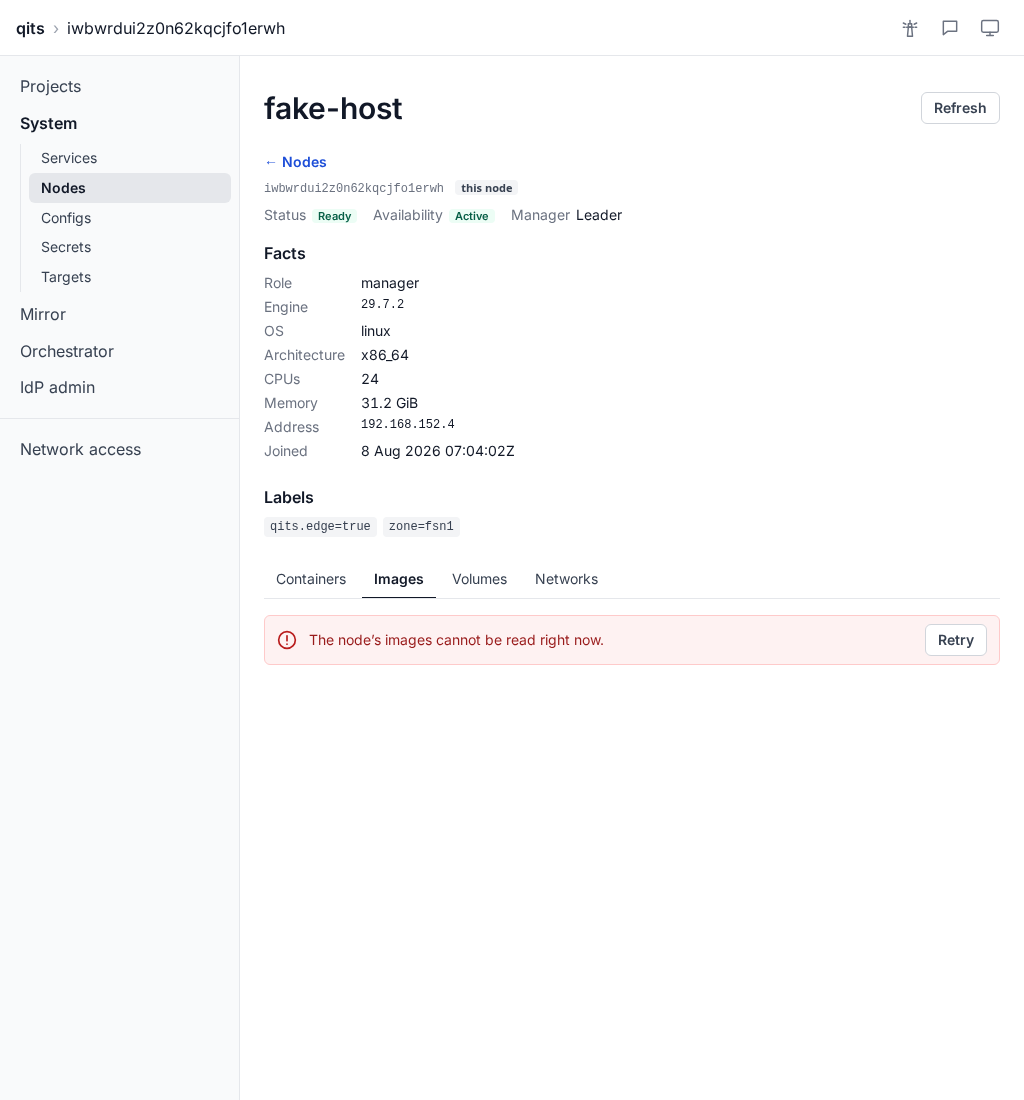 qits › iwbwrdui2z0n62kqcjfo1erwh
Projects
System
Services
Nodes
Configs
Secrets
Targets
Mirror
Orchestrator
IdP admin
Network access
fake-host
Refresh
← Nodes
iwbwrdui2z0n62kqcjfo1erwh this node
Status Ready Availability Active Manager Leader
Facts
Role manager
Engine 29.7.2
OS linux
Architecture x86_64
CPUs 24
Memory 31.2 GiB
Address 192.168.152.4
Joined 8 Aug 2026 07:04:02Z
Labels
qits.edge=true zone=fsn1
Containers Images Volumes Networks
The node’s images cannot be read right now. Retry